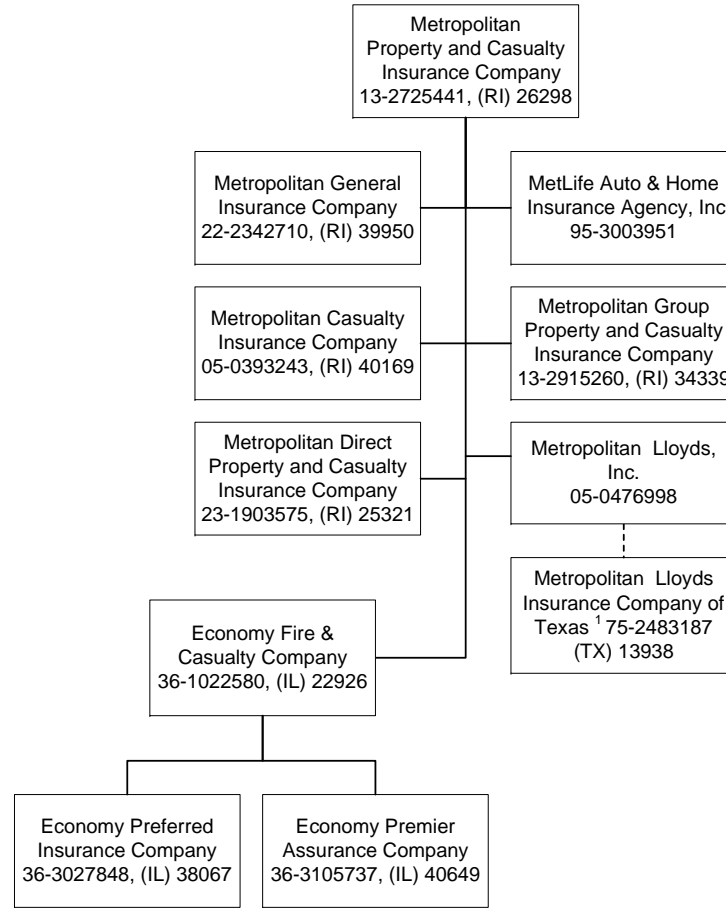 Metropolitan
Property and Casualty
Insurance Company
13-2725441, (RI) 26298
Metropolitan General
Insurance Company
22-2342710, (RI) 39950
MetLife Auto & Home
Insurance Agency, Inc
95-3003951
Metropolitan Casualty
Insurance Company
05-0393243, (RI) 40169
Metropolitan Group
Property and Casualty
Insurance Company
13-2915260, (RI) 34339
Metropolitan Direct
Property and Casualty
Insurance Company
23-1903575, (RI) 25321
Metropolitan Lloyds,
Inc.
05-0476998
Metropolitan Lloyds
Insurance Company of
Texas 1 75-2483187
(TX) 13938
Economy Fire &
Casualty Company
36-1022580, (IL) 22926
Economy Preferred
Insurance Company
36-3027848, (IL) 38067
Economy Premier
Assurance Company
36-3105737, (IL) 40649